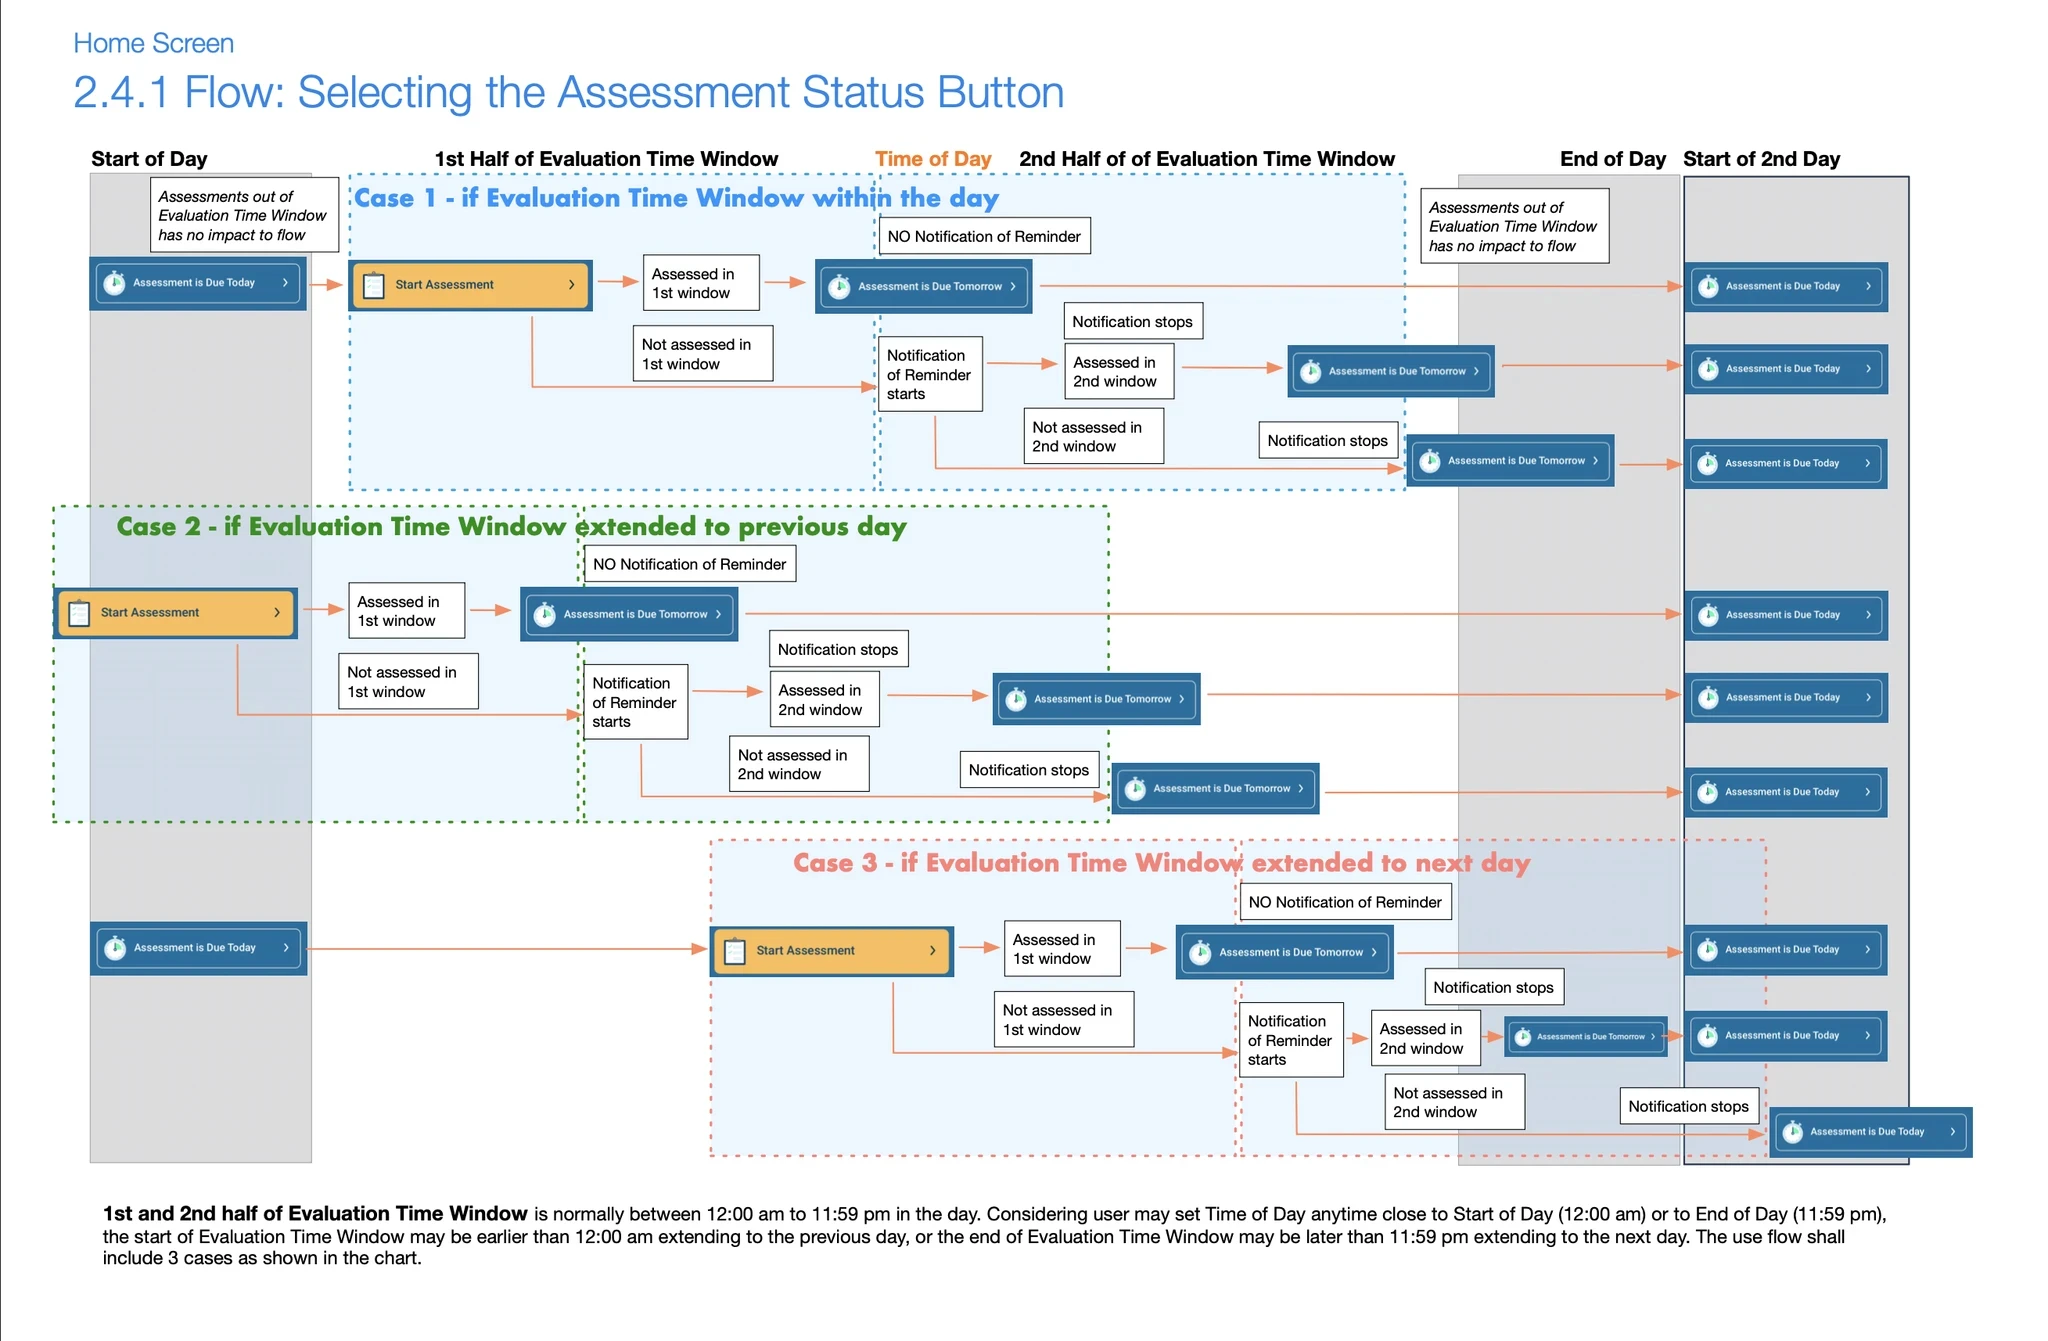 Home Screen
2.4.1 Flow: Selecting the Assessment Status Button
Start of Day
1st Half of Evaluation Time Window
Time of Day
2nd Half of of Evaluation Time Window
End of Day
Start of 2nd Day
Assessments out of
Evaluation Time Window
has no impact to flow
Case 1 - if Evaluation Time Window within the day
Assessments out of
Evaluation Time Window
has no impact to flow
NO Notification of Reminder
Assessment is Due Today
Start Assessment
Assessed in
1st window
Assessment is Due Tomorrow
Assessment is Due Today
Not assessed in
1st window
Notification stops
Notification
of Reminder
starts
Assessed in
2nd window
Assessment is Due Tomorrow
Assessment is Due Today
Not assessed in
2nd window
Notification stops
Assessment is Due Tomorrow
Assessment is Due Today
Case 2 - if Evaluation Time Window extended to previous day
NO Notification of Reminder
Start Assessment
Assessed in
1st window
Assessment is Due Tomorrow
Assessment is Due Today
Not assessed in
1st window
Notification stops
Notification
of Reminder
starts
Assessed in
2nd window
Assessment is Due Tomorrow
Assessment is Due Today
Not assessed in
2nd window
Notification stops
Assessment is Due Tomorrow
Assessment is Due Today
Case 3 - if Evaluation Time Window extended to next day
NO Notification of Reminder
Assessment is Due Today
Start Assessment
Assessed in
1st window
Assessment is Due Tomorrow
Assessment is Due Today
Not assessed in
1st window
Notification stops
Notification
of Reminder
starts
Assessed in
2nd window
Assessment is Due Tomorrow
Assessment is Due Today
Not assessed in
2nd window
Notification stops
Assessment is Due Today
1st and 2nd half of Evaluation Time Window is normally between 12:00 am to 11:59 pm in the day. Considering user may set Time of Day anytime close to Start of Day (12:00 am) or to End of Day (11:59 pm),
the start of Evaluation Time Window may be earlier than 12:00 am extending to the previous day, or the end of Evaluation Time Window may be later than 11:59 pm extending to the next day. The use flow shall
include 3 cases as shown in the chart.